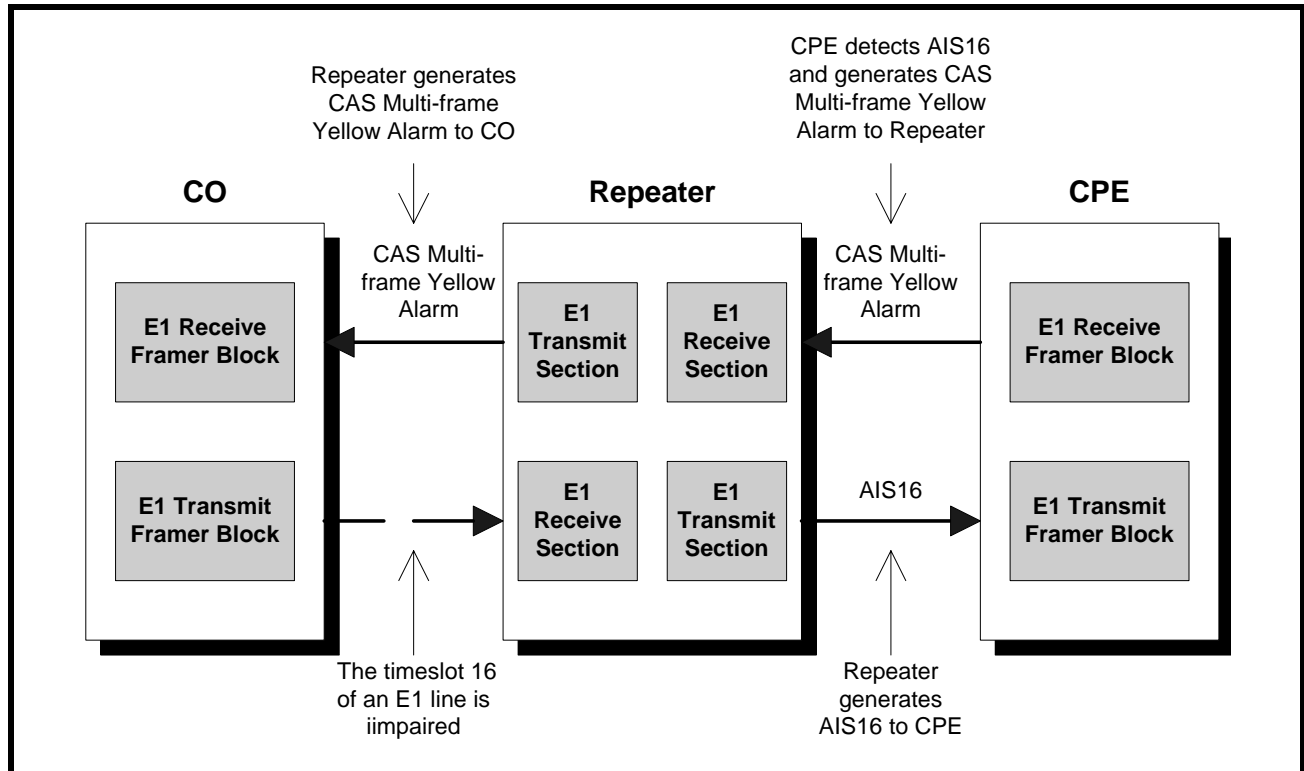 Repeater generates
CAS Multi-frame
Yellow Alarm to CO
CPE detects AIS16
and generates CAS
Multi-frame Yellow
Alarm to Repeater
CO
Repeater
CPE
CAS Multi-
frame Yellow
Alarm
CAS Multi-
frame Yellow
Alarm
E1 Receive
Framer Block
E1
Transmit
Section
E1
Receive
Section
E1 Receive
Framer Block
E1 Transmit
Framer Block
E1
Receive
Section
E1
Transmit
Section
AIS16
E1 Transmit
Framer Block
The timeslot 16
of an E1 line is
iimpaired
Repeater
generates
AIS16 to CPE